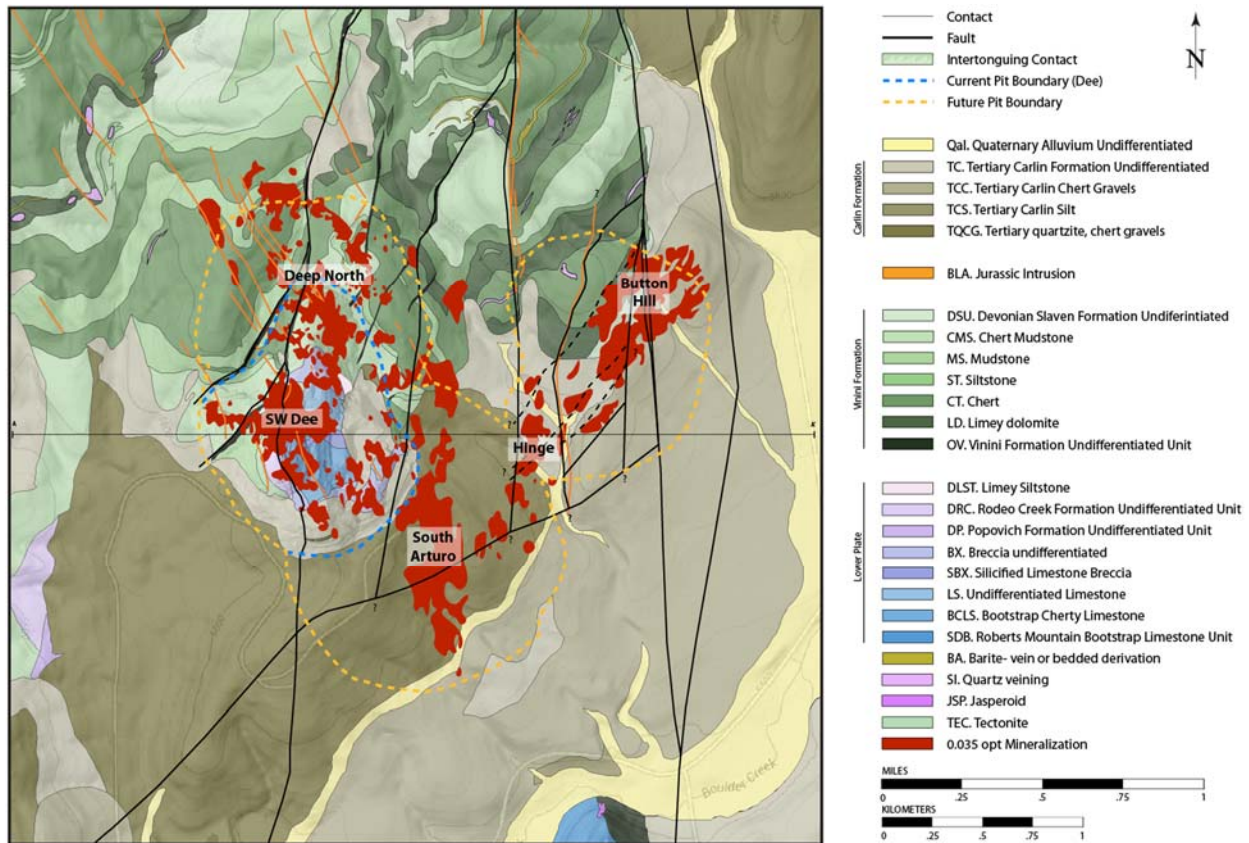 Deep North
Button
Hill
SW Dee
Hinge
South
Arturo
A
A'
?
?
?
?
?
?
?
Boulder Creek
Contact
Fault
Intertonguing Contact
Current Pit Boundary (Dee)
Future Pit Boundary
N
Carlin Formation
Qal. Quaternary Alluvium Undifferentiated
TC. Tertiary Carlin Formation Undifferentiated
TCC. Tertiary Carlin Chert Gravels
TCS. Tertiary Carlin Silt
TQCG. Tertiary quartzite, chert gravels
BLA. Jurassic Intrusion
Vinini Formation
DSU. Devonian Slaven Formation Undiferintiated
CMS. Chert Mudstone
MS. Mudstone
ST. Siltstone
CT. Chert
LD. Limey dolomite
OV. Vinini Formation Undifferentiated Unit
Lower Plate
DLST. Limey Siltstone
DRC. Rodeo Creek Formation Undifferentiated Unit
DP. Popovich Formation Undifferentiated Unit
BX. Breccia undifferentiated
SBX. Silicified Limestone Breccia
LS. Undifferentiated Limestone
BCLS. Bootstrap Cherty Limestone
SDB. Roberts Mountain Bootstrap Limestone Unit
BA. Barite- vein or bedded derivation
SI. Quartz veining
JSP. Jasperoid
TEC. Tectonite
0.035 opt Mineralization
MILES
0 .25 .5 .75 1
KILOMETERS
0 .25 .5 .75 1